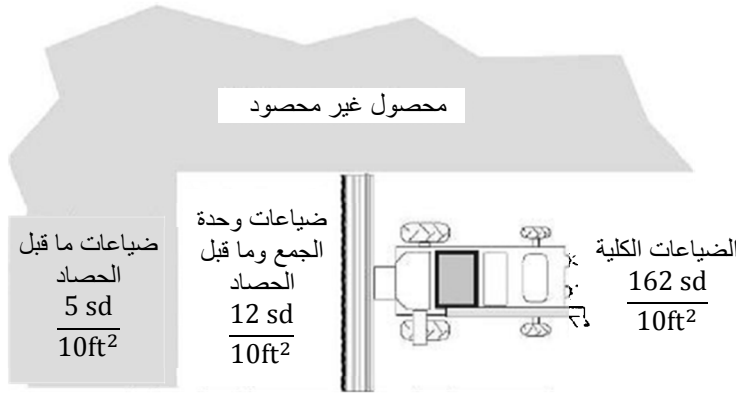 محصول غير محصود
ضياعات ما قبل
الحصاد
5 sd
10ft²
ضياعات وحدة
الجمع وما قبل
الحصاد
12 sd
10ft²
الضياعات الكلية
162 sd
10ft²